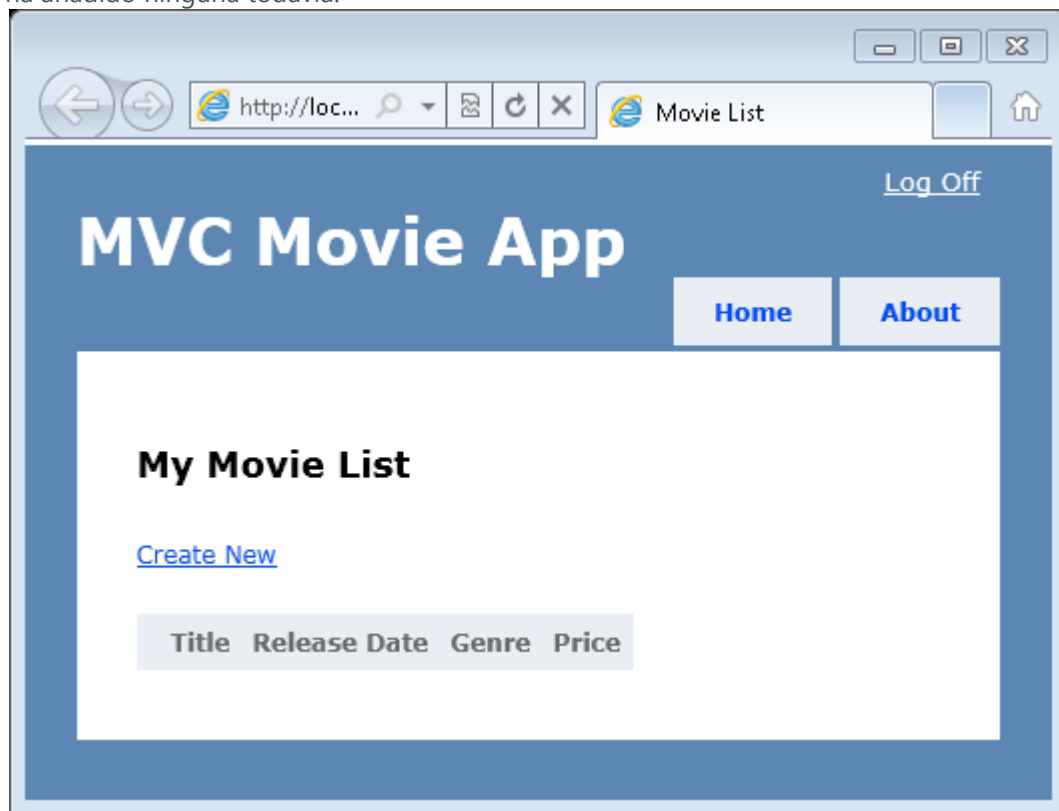 ha añadido ninguna todavía.
http://loc...
Movie List
Log Off
MVC Movie App
Home About
My Movie List
Create New
Title Release Date Genre Price